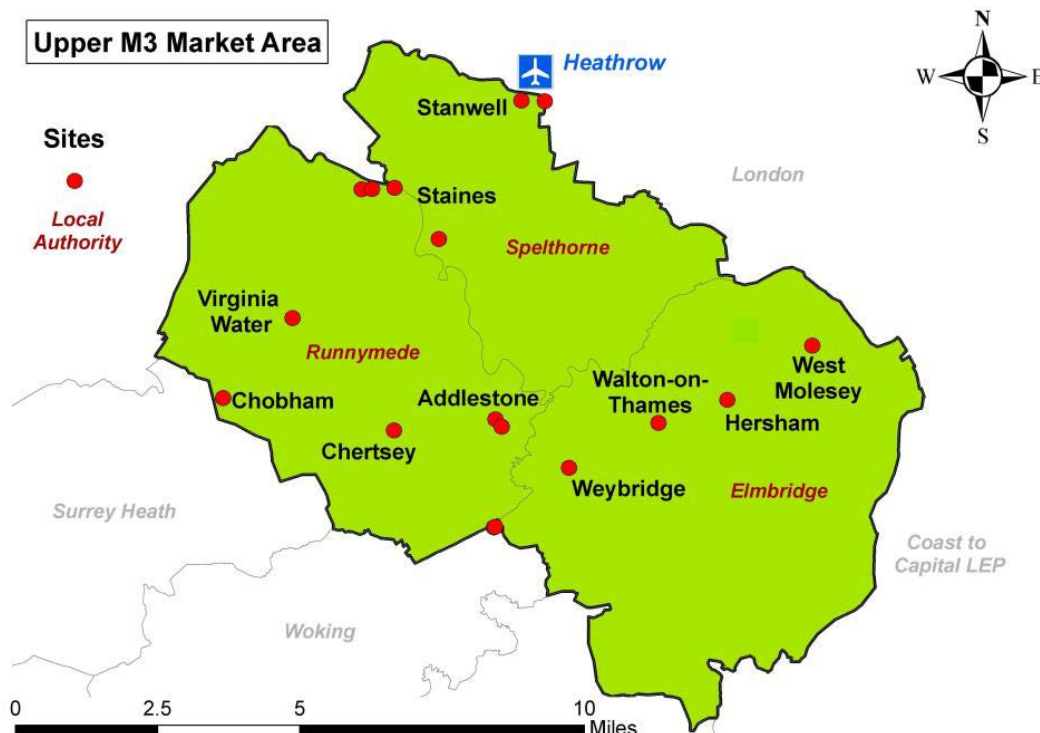 Upper M3 Market Area
N
W
E
S
Heathrow
Stanwell
Sites
London
Local
Authority
Staines
Spelthorne
Virginia
Water
Runnymede
West
Molesey
Walton-on-
Thames
Chobham
Addlestone
Hersham
Chertsey
Weybridge
Elmbridge
Surrey Heath
Coast to
Capital LEP
Woking
0
2.5
5
10
Miles